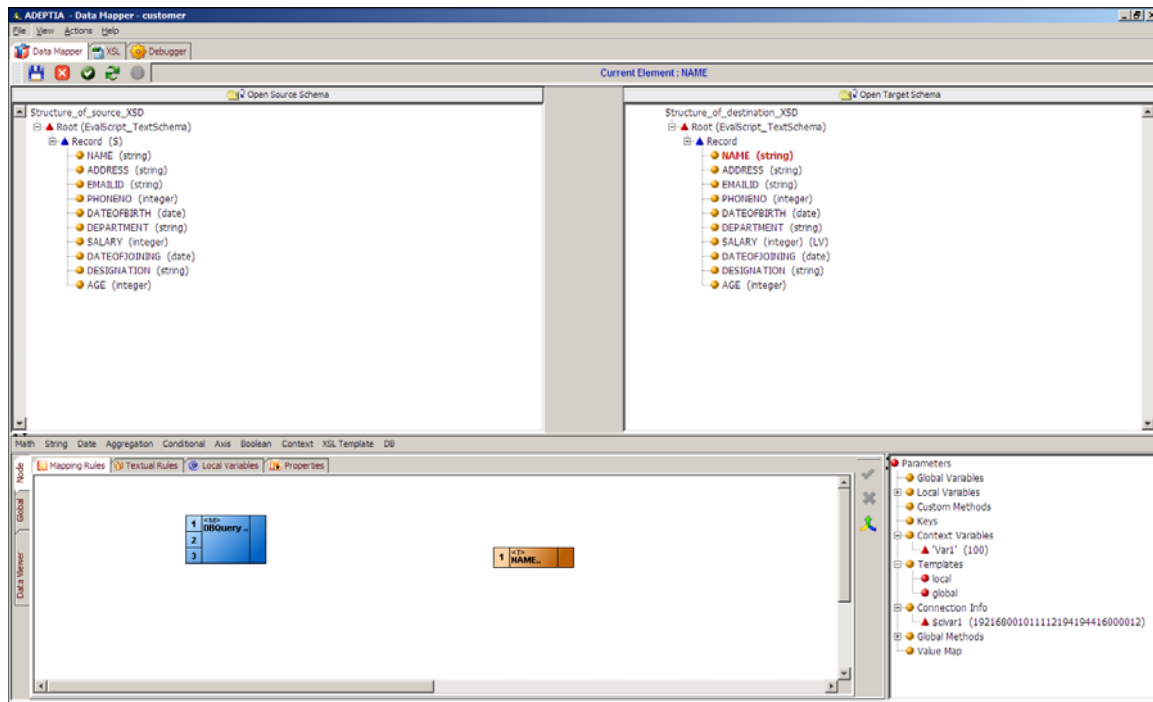 ADEPTIA - Data Mapper - customer
File View Actions Help
Data Mapper XSL Debugger
Current Element : NAME
Open Source Schema
Structure_of_source_XSD
Root (EvalScript_TextSchema)
Record ($)
NAME (string)
ADDRESS (string)
EMAILID (string)
PHONENO (integer)
DATEOFBIRTH (date)
DEPARTMENT (string)
SALARY (integer)
DATEOFJOINING (date)
DESIGNATION (string)
AGE (integer)
Open Target Schema
Structure_of_destination_XSD
Root (EvalScript_TextSchema)
Record
NAME (string)
ADDRESS (string)
EMAILID (string)
PHONENO (integer)
DATEOFBIRTH (date)
DEPARTMENT (string)
SALARY (integer) (LV)
DATEOFJOINING (date)
DESIGNATION (string)
AGE (integer)
Math String Date Aggregation Conditional Axis Boolean Context XSL Template DB
Node
Global
Data Viewer
Mapping Rules Textual Rules Local Variables Properties
1 <M>
DBQuery ..
2
3
1 <T>
NAME..
Parameters
Global Variables
Local Variables
Custom Methods
Keys
Context Variables
'Var1' (100)
Templates
local
global
Connection Info
Global Methods
Value Map